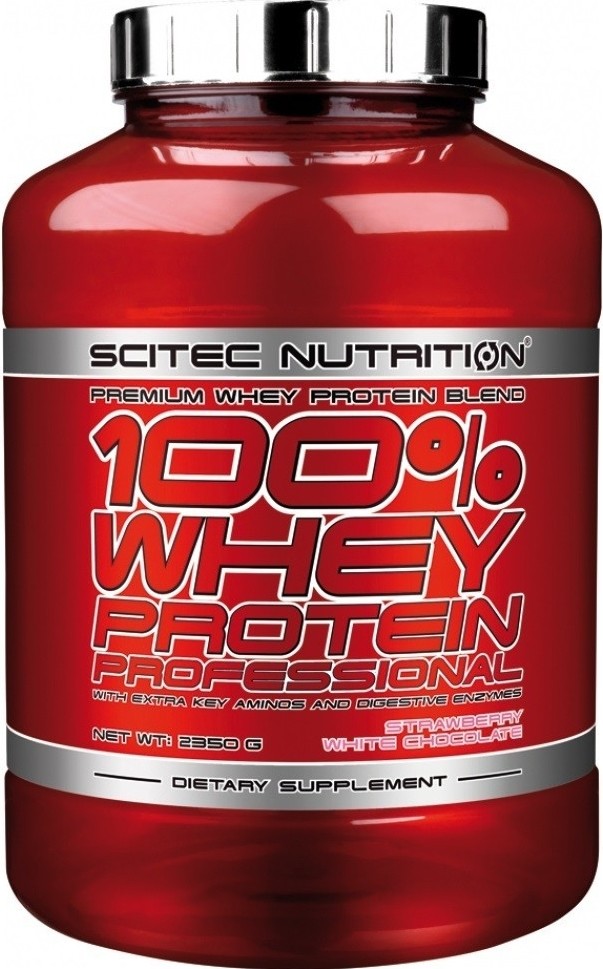 SCITEC NUTRITION®
PREMIUM WHEY PROTEIN BLEND
100%
WHEY
PROTEIN
PROFESSIONAL
WITH EXTRA KEY AMINOS AND DIGESTIVE ENZYMES
NET WT: 2350 G
STRAWBERRY
WHITE CHOCOLATE
DIETARY SUPPLEMENT